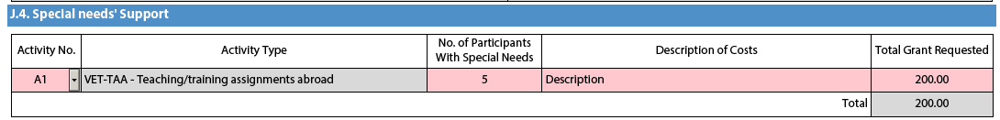 J.4. Special needs' Support
Activity No. Activity Type No. of Participants With Special Needs Description of Costs Total Grant Requested
A1 VET-TAA - Teaching/training assignments abroad 5 Description 200.00
Total 200.00